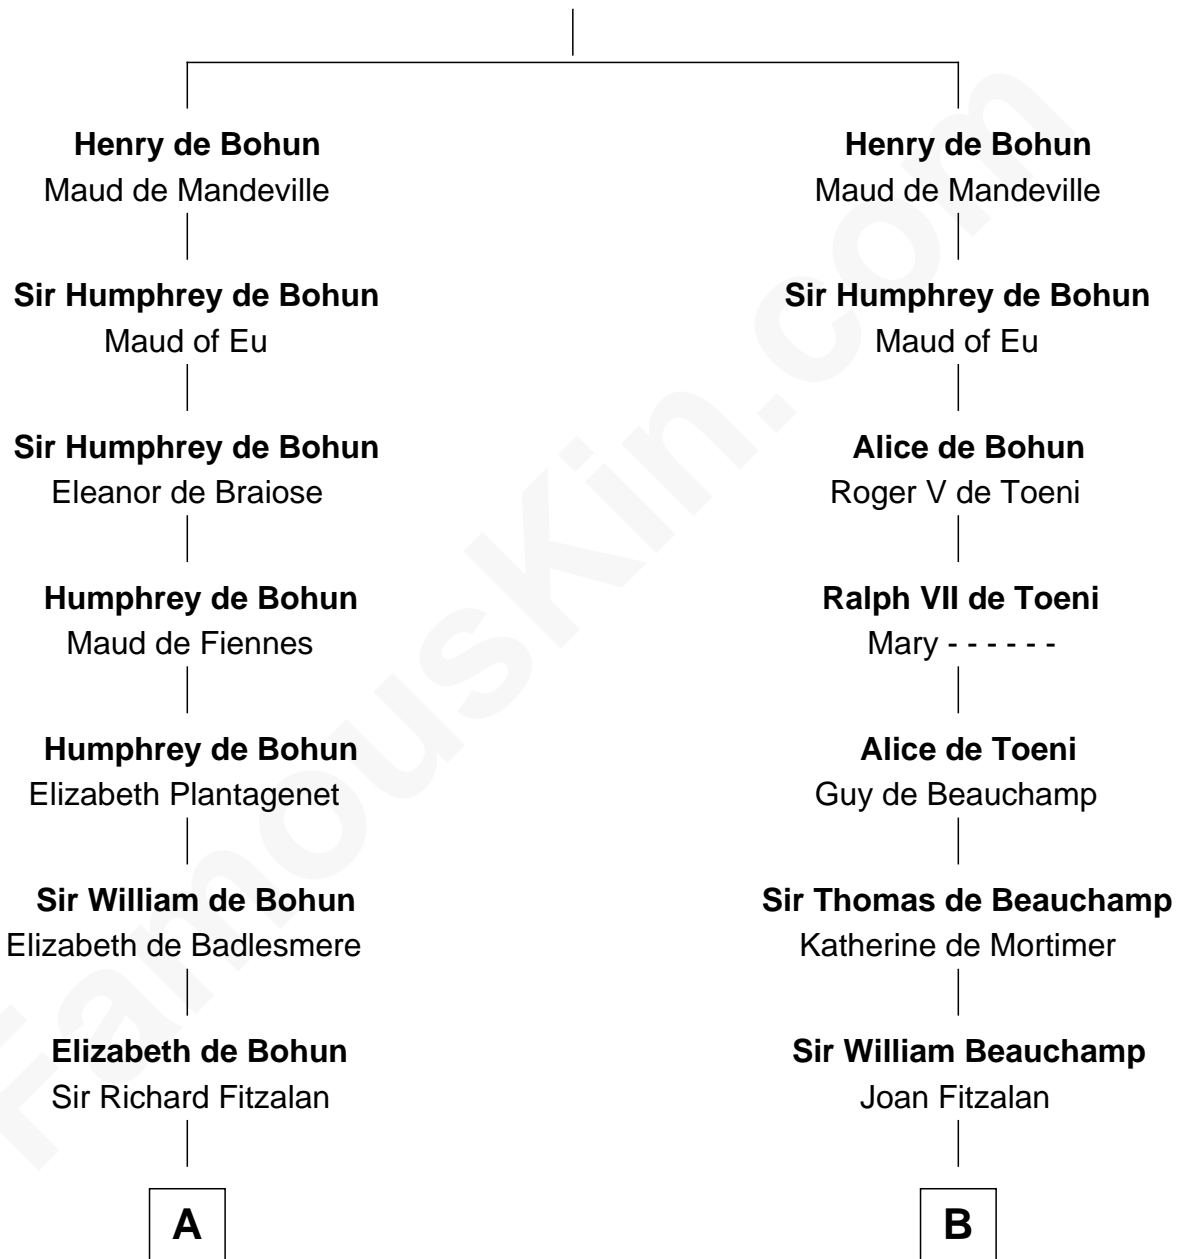 Henry de Bohun
Maud de Mandeville
Sir Humphrey de Bohun
Maud of Eu
Sir Humphrey de Bohun
Eleanor de Braiose
Humphrey de Bohun
Maud de Fiennes
Humphrey de Bohun
Elizabeth Plantagenet
Sir William de Bohun
Elizabeth de Badlesmere
Elizabeth de Bohun
Sir Richard Fitzalan
A
Henry de Bohun
Maud de Mandeville
Sir Humphrey de Bohun
Maud of Eu
Alice de Bohun
Roger V de Toeni
Ralph VII de Toeni
Mary - - - - - -
Alice de Toeni
Guy de Beauchamp
Sir Thomas de Beauchamp
Katherine de Mortimer
Sir William Beauchamp
Joan Fitzalan
B
FamousKin.com